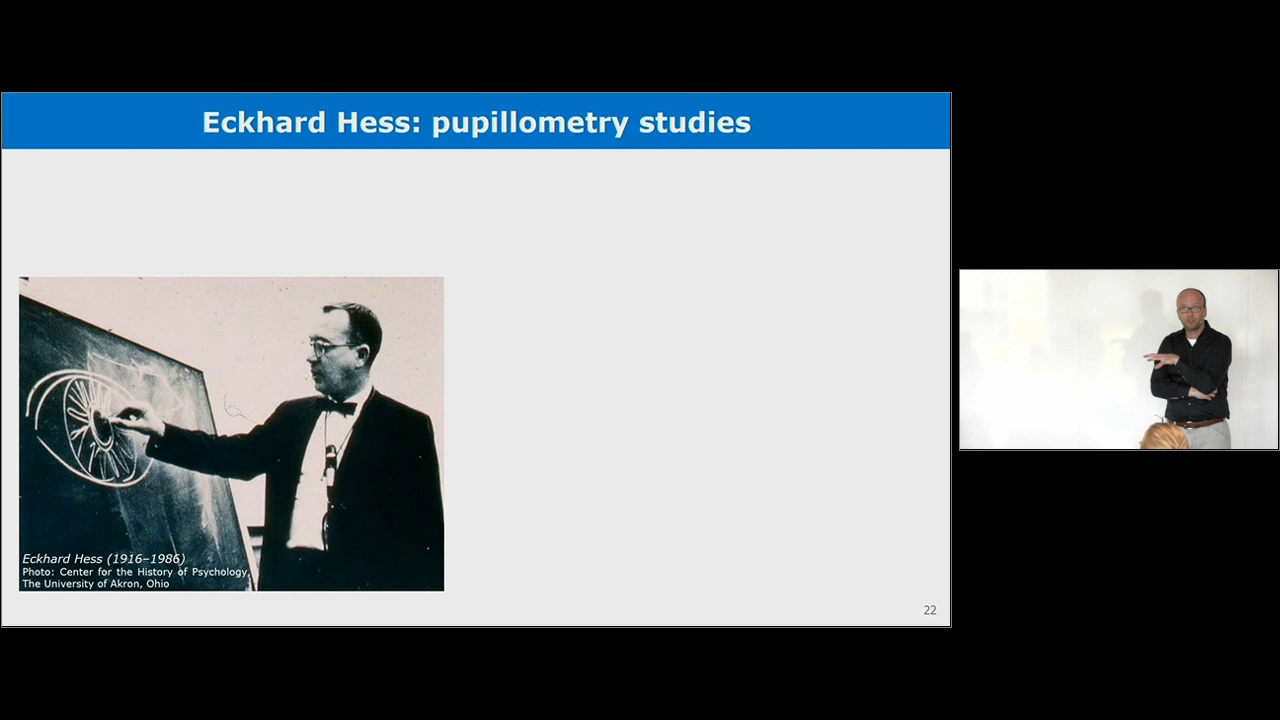 Eckhard Hess: pupillometry studies
Eckhard Hess (1916–1986)
Photo: Center for the History of Psychology,
The University of Akron, Ohio
22